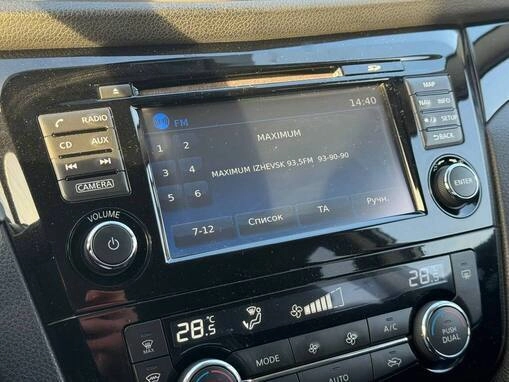 SD
14:40
FM
MAXIMUM
1 2
3 4
5 6
MAXIMUM IZHEVSK 93,5FM 93-90-90
7-12 Список TA Ручн.
RADIO
CD AUX
CAMERA
VOLUME
MAP
NAV INFO
SETUP
BACK
ENTER
28.5 °C
28.5
MAX
MODE
A/C
PUSH
DUAL